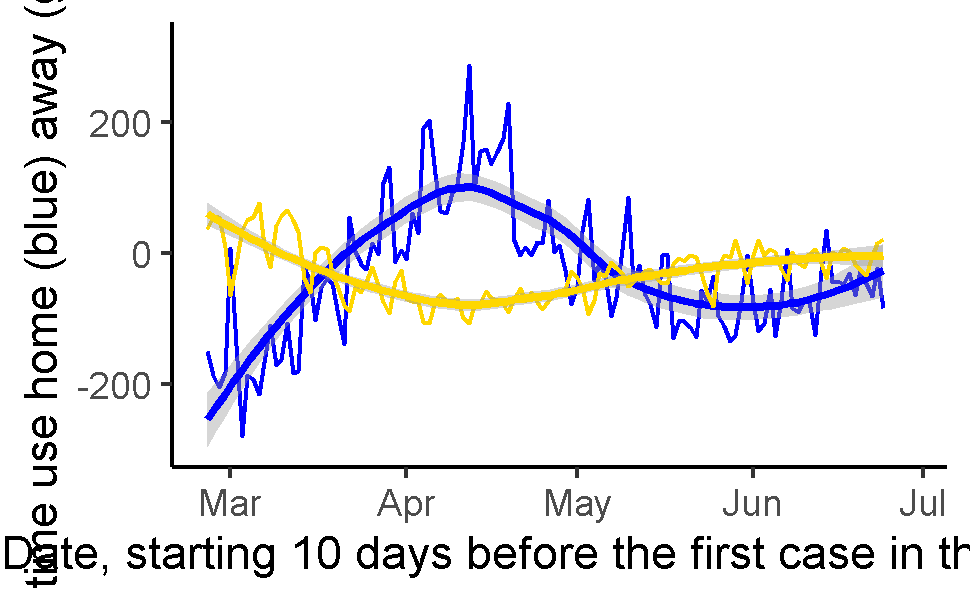 time use home (blue) away (
200
0
-200
Mar Apr May Jun Jul
Date, starting 10 days before the first case in th